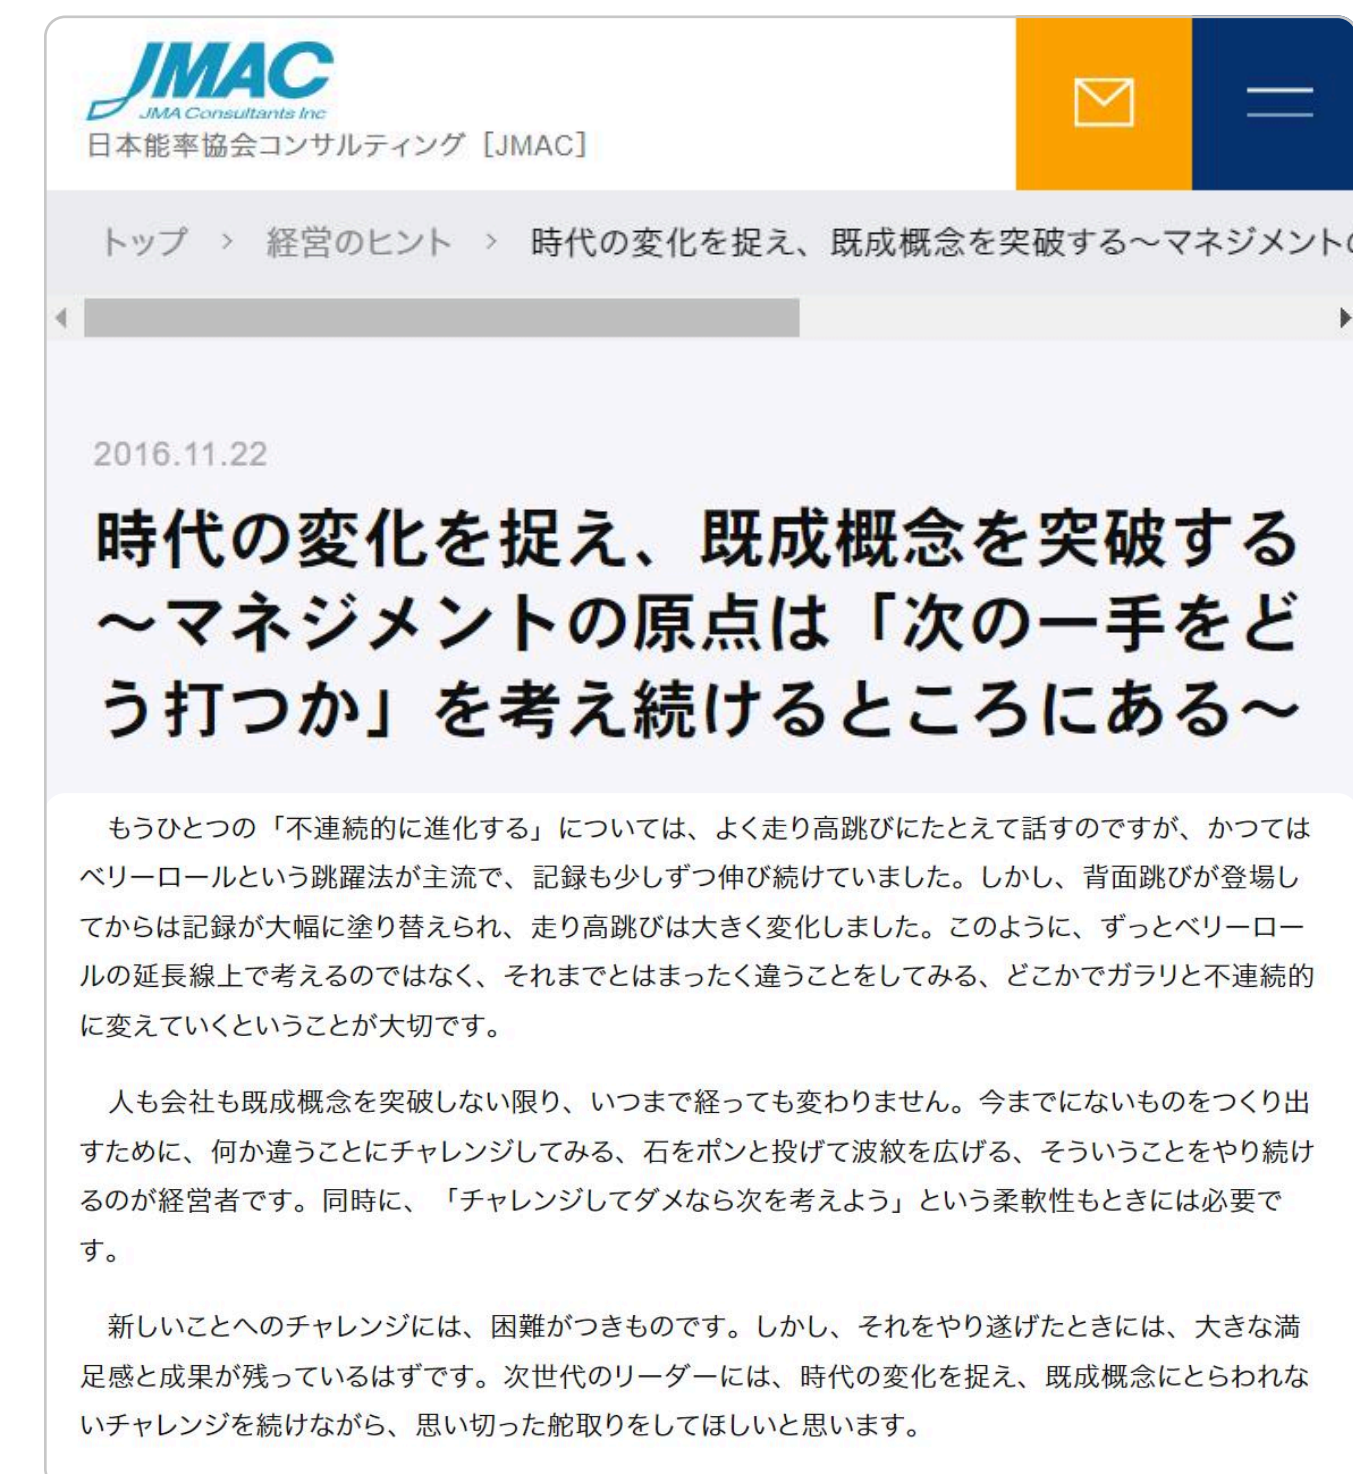 JMAC
JMA Consultants Inc
日本能率協会コンサルティング［JMAC］
トップ > 経営のヒント > 時代の変化を捉え、既成概念を突破する～マネジメント
2016.11.22
時代の変化を捉え、既成概念を突破する
～マネジメントの原点は「次の一手をど
う打つか」を考え続けるところにある～
もうひとつの「不連続的に進化する」については、よく走り高跳びにたとえて話すのですが、かつては
ベリーロールという跳躍法が主流で、記録も少しずつ伸び続けていました。しかし、背面跳びが登場し
てからは記録が大幅に塗り替えられ、走り高跳びは大きく変化しました。このように、ずっとベリーロー
ルの延長線上で考えるのではなく、それまでとはまったく違うことをしてみる、どこかでガラリと不連続的
に変えていくということが大切です。
人も会社も既成概念を突破しない限り、いつまで経っても変わりません。今までにないものをつくり出
すために、何か違うことにチャレンジしてみる、石をポンと投げて波紋を広げる、そういうことをやり続け
るのが経営者です。同時に、「チャレンジしてダメなら次を考えよう」という柔軟性もときには必要で
す。
新しいことへのチャレンジには、困難がつきものです。しかし、それをやり遂げたときには、大きな満
足感と成果が残っているはずです。次世代のリーダーには、時代の変化を捉え、既成概念にとらわれな
いチャレンジを続けながら、思い切った舵取りをしてほしいと思います。